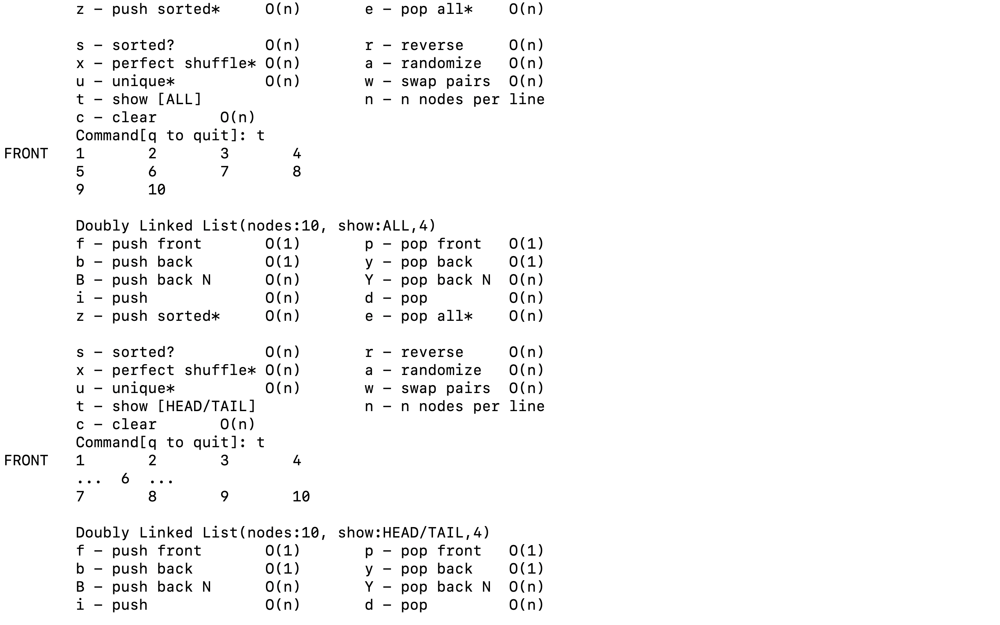 z - push sorted*     O(n)       e - pop all*    O(n)

s - sorted?          O(n)       r - reverse     O(n)
x - perfect shuffle* O(n)       a - randomize   O(n)
u - unique*          O(n)       w - swap pairs  O(n)
t - show [ALL]                  n - n nodes per line
c - clear       O(n)
Command[q to quit]: t
FRONT   1       2       3       4
        5       6       7       8
        9       10

Doubly Linked List(nodes:10, show:ALL,4)
f - push front       O(1)       p - pop front   O(1)
b - push back        O(1)       y - pop back    O(1)
B - push back N      O(n)       Y - pop back N  O(n)
i - push             O(n)       d - pop         O(n)
z - push sorted*     O(n)       e - pop all*    O(n)

s - sorted?          O(n)       r - reverse     O(n)
x - perfect shuffle* O(n)       a - randomize   O(n)
u - unique*          O(n)       w - swap pairs  O(n)
t - show [HEAD/TAIL]            n - n nodes per line
c - clear       O(n)
Command[q to quit]: t
FRONT   1       2       3       4
        ...  6  ...
        7       8       9       10

Doubly Linked List(nodes:10, show:HEAD/TAIL,4)
f - push front       O(1)       p - pop front   O(1)
b - push back        O(1)       y - pop back    O(1)
B - push back N      O(n)       Y - pop back N  O(n)
i - push             O(n)       d - pop         O(n)